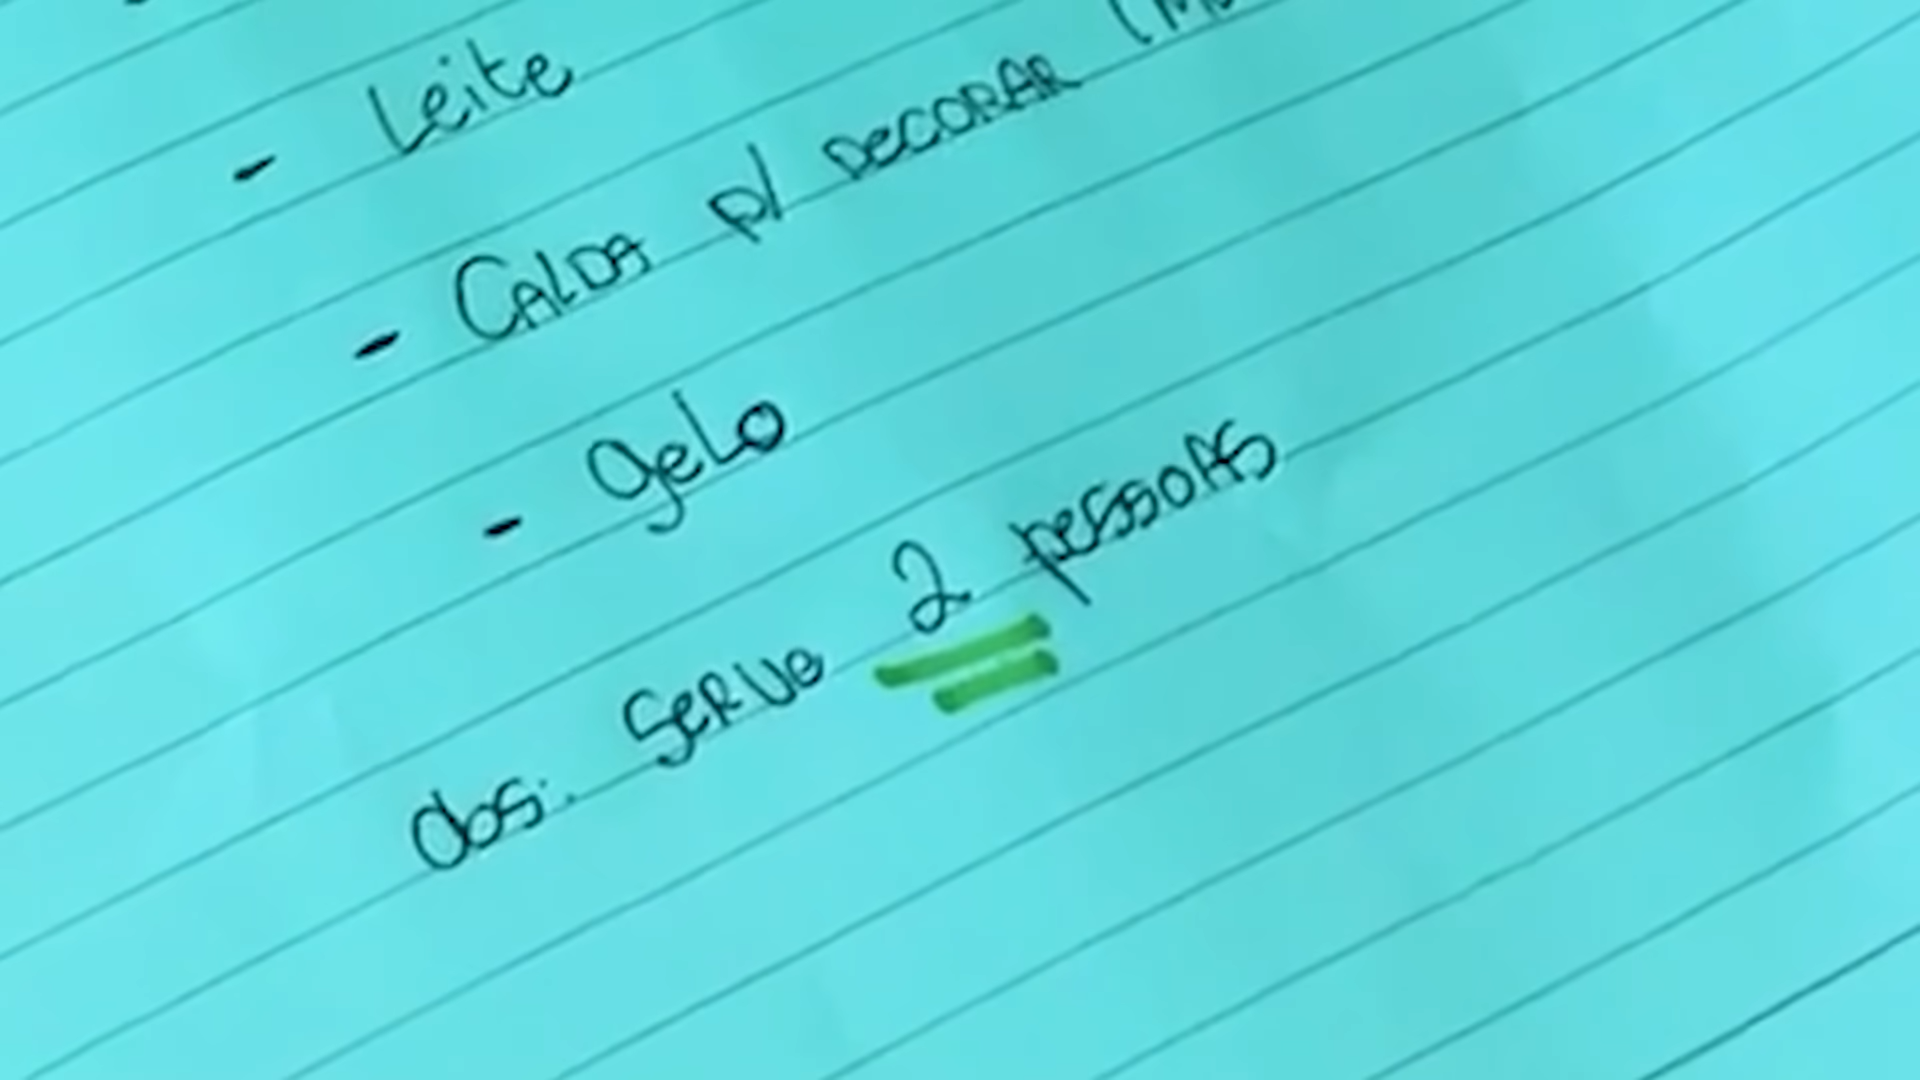 - Leite
- CALDA p/ DeCORAR
- geLo
Obs: SeRVe 2 pessoAs